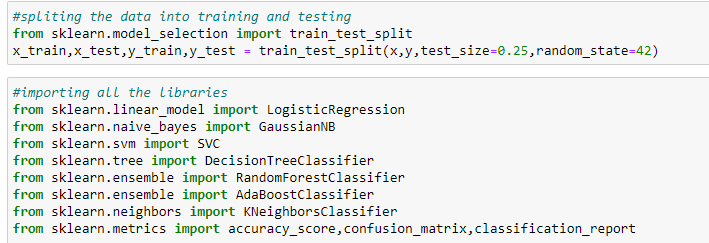 #spliting the data into training and testing
from sklearn.model_selection import train_test_split
x_train,x_test,y_train,y_test = train_test_split(x,y,test_size=0.25,random_state=42)
#importing all the libraries
from sklearn.linear_model import LogisticRegression
from sklearn.naive_bayes import GaussianNB
from sklearn.svm import SVC
from sklearn.tree import DecisionTreeClassifier
from sklearn.ensemble import RandomForestClassifier
from sklearn.ensemble import AdaBoostClassifier
from sklearn.neighbors import KNeighborsClassifier
from sklearn.metrics import accuracy_score,confusion_matrix,classification_report